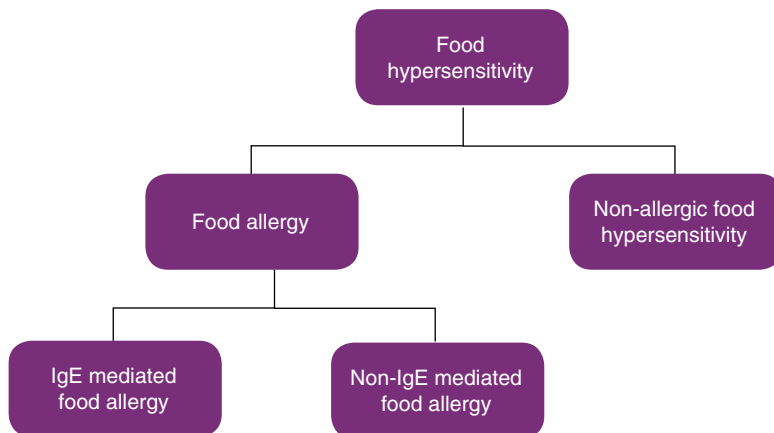 Food
hypersensitivity
Food allergy
Non-allergic food
hypersensitivity
IgE mediated
food allergy
Non-IgE mediated
food allergy